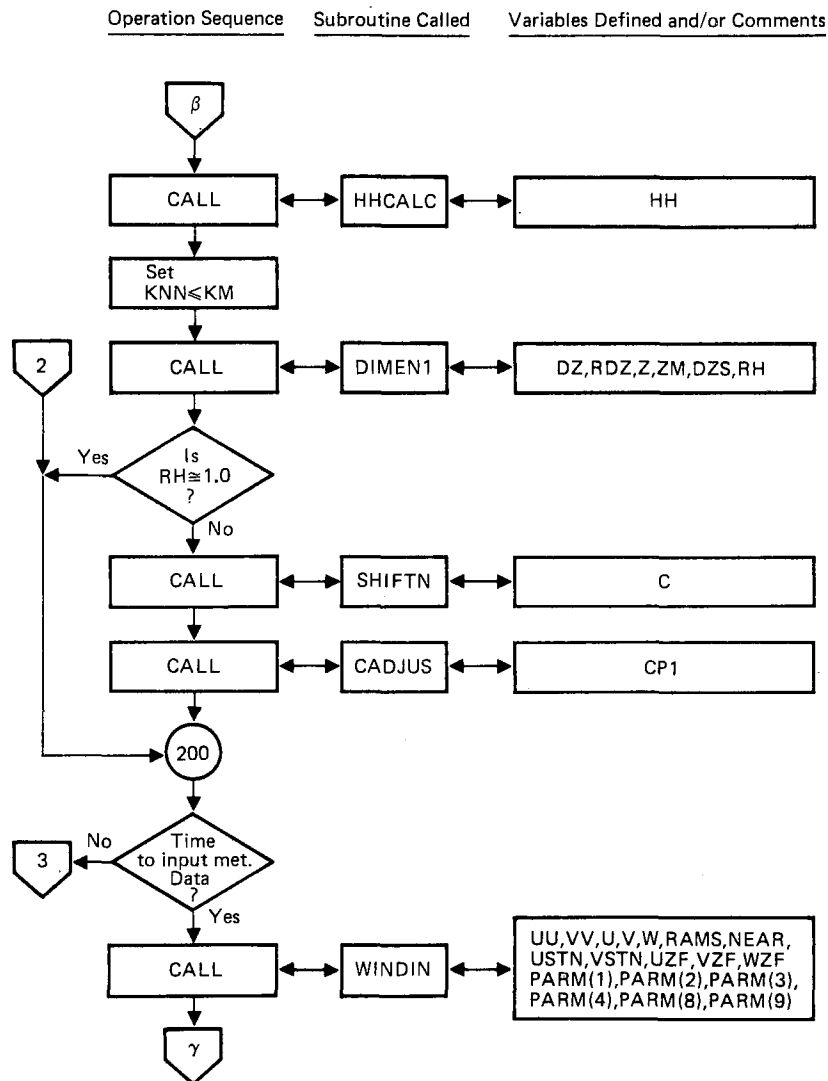 Operation Sequence Subroutine Called Variables Defined and/or Comments
β
CALL HHCALC HH
Set
KNN≤KM
2
CALL DIMEN1 DZ,RDZ,Z,ZM,DZS,RH
Yes
Is
RH≅1.0
?
No
CALL SHIFTN C
CALL CADJUS CP1
200
No
3
Time
to input met.
Data
?
Yes
CALL WINDIN
UU,VV,U,V,W,RAMS,NEAR,
USTN,VSTN,UZF,VZF,WZF
PARM(1),PARM(2),PARM(3),
PARM(4),PARM(8),PARM(9)
γ